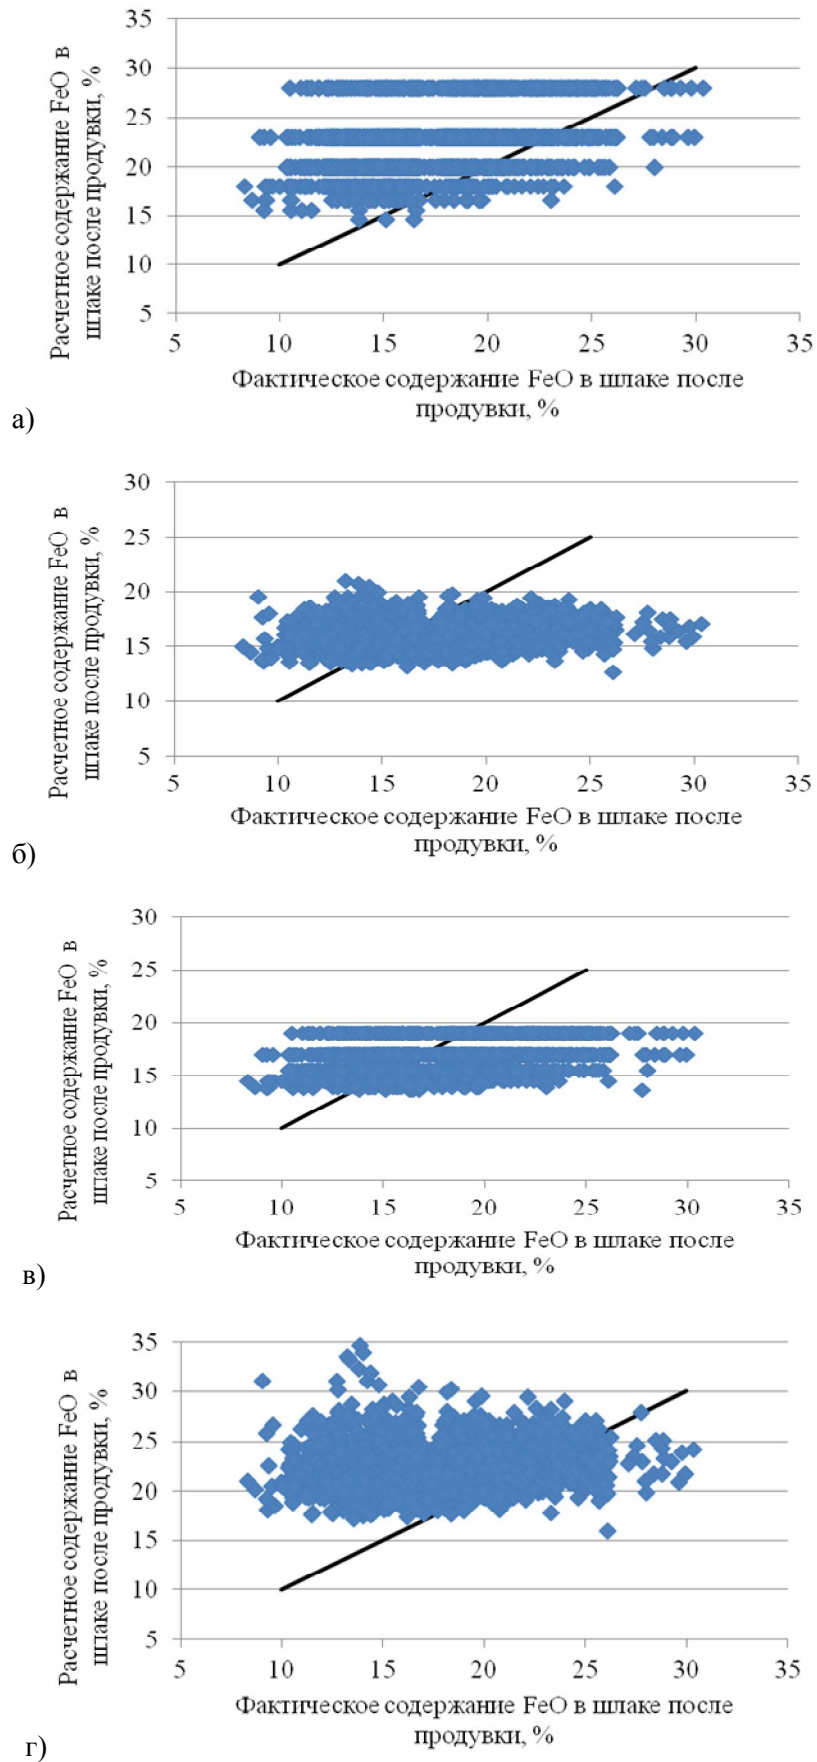 35
30
25
20
15
10
5
5 10 15 20 25 30 35
Расчетное содержание FeO в
шлаке после продувки, %
Фактическое содержание FeO в шлаке после
продувки, %
а)
30
25
20
15
10
5
5 10 15 20 25 30 35
Расчетное содержание FeO в
шлаке после продувки, %
Фактическое содержание FeO в шлаке после
продувки, %
б)
30
25
20
15
10
5
5 10 15 20 25 30 35
Расчетное содержание FeO в
шлаке после продувки, %
Фактическое содержание FeO в шлаке после
продувки, %
в)
35
30
25
20
15
10
5
5 10 15 20 25 30 35
Расчетное содержание FeO в
шлаке после продувки, %
Фактическое содержание FeO в шлаке после
продувки, %
г)